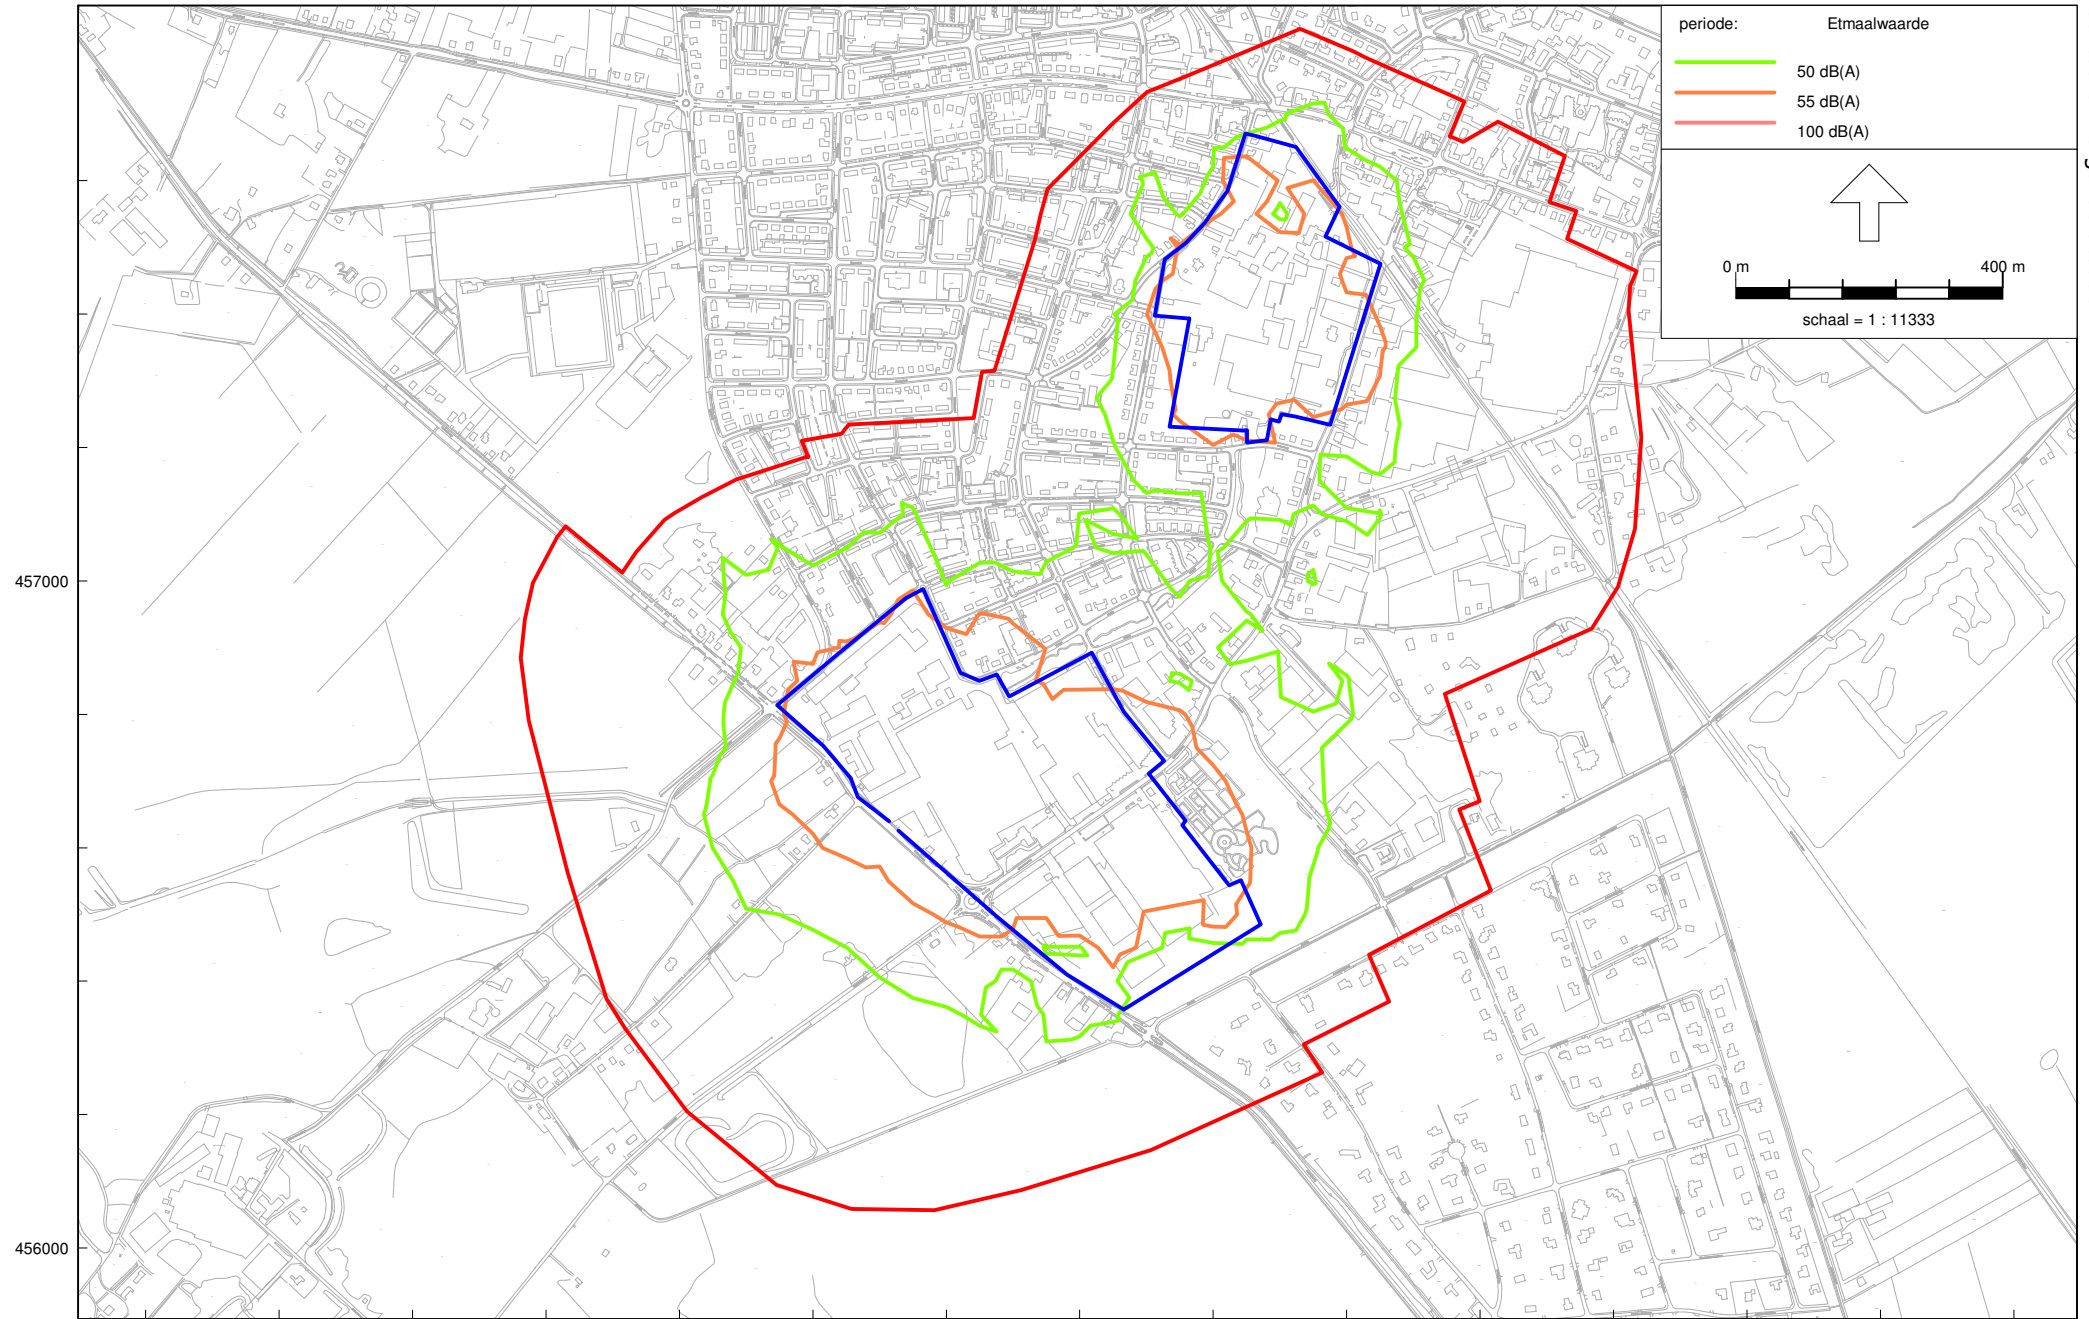 periode: Etmaalwaarde
50 dB(A)
55 dB(A)
100 dB(A)
0 m 400 m
schaal = 1 : 11333
457000
456000